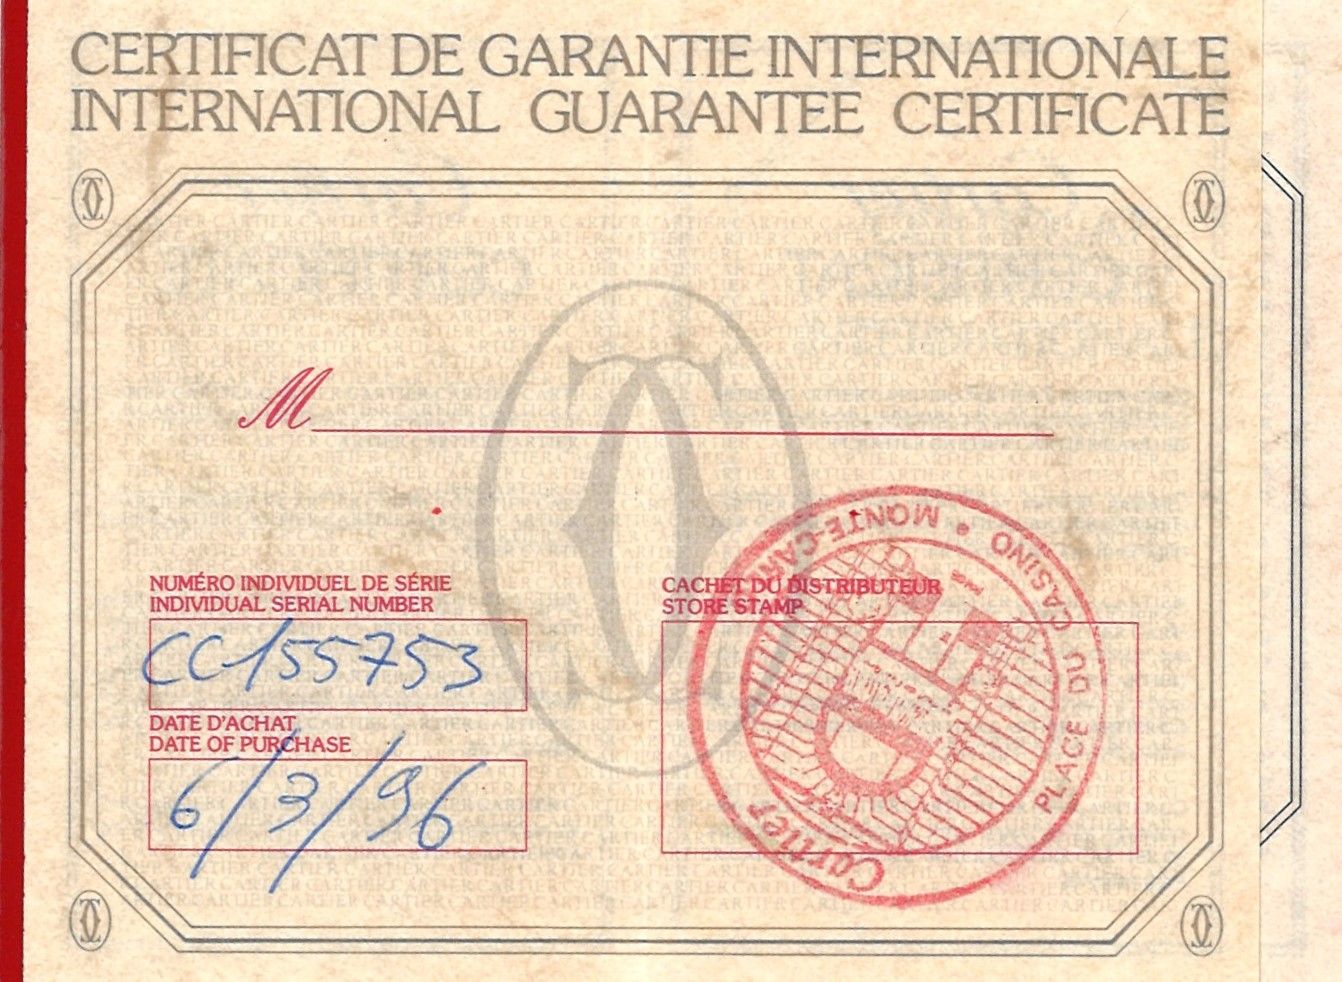 CERTIFICAT DE GARANTIE INTERNATIONALE
INTERNATIONAL GUARANTEE CERTIFICATE
M
NUMÉRO INDIVIDUEL DE SÉRIE
INDIVIDUAL SERIAL NUMBER
CC155753
DATE D'ACHAT
DATE OF PURCHASE
6/3/96
CACHET DU DISTRIBUTEUR
STORE STAMP
Cartier
PLACE DU CASINO • MONTE-CARLO